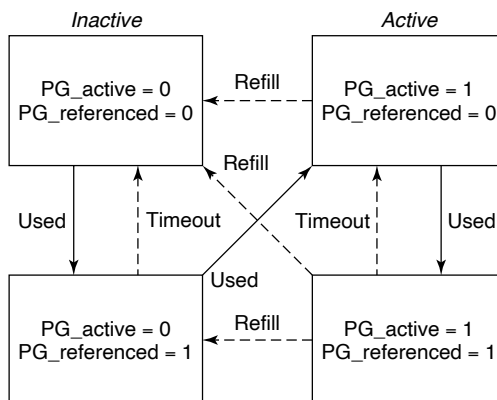 Inactive
Active
PG_active = 0
PG_referenced = 0
Refill
PG_active = 1
PG_referenced = 0
Refill
Used
Timeout
Timeout
Used
Used
PG_active = 0
PG_referenced = 1
Refill
PG_active = 1
PG_referenced = 1